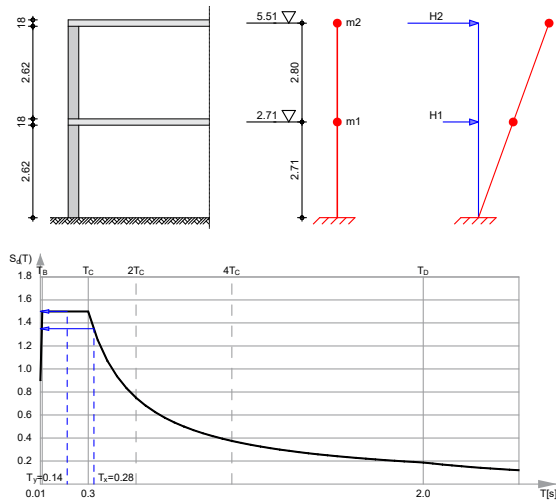 18
5.51
m2
H2
2.62
2.80
18
2.71
m1
H1
2.62
2.71
Sd(T)
TB
TC
2TC
4TC
TD
1.8
1.6
1.4
1.2
1.0
0.8
0.6
0.4
0.2
Ty=0.14
Tx=0.28
T[s]
0.01
0.3
2.0